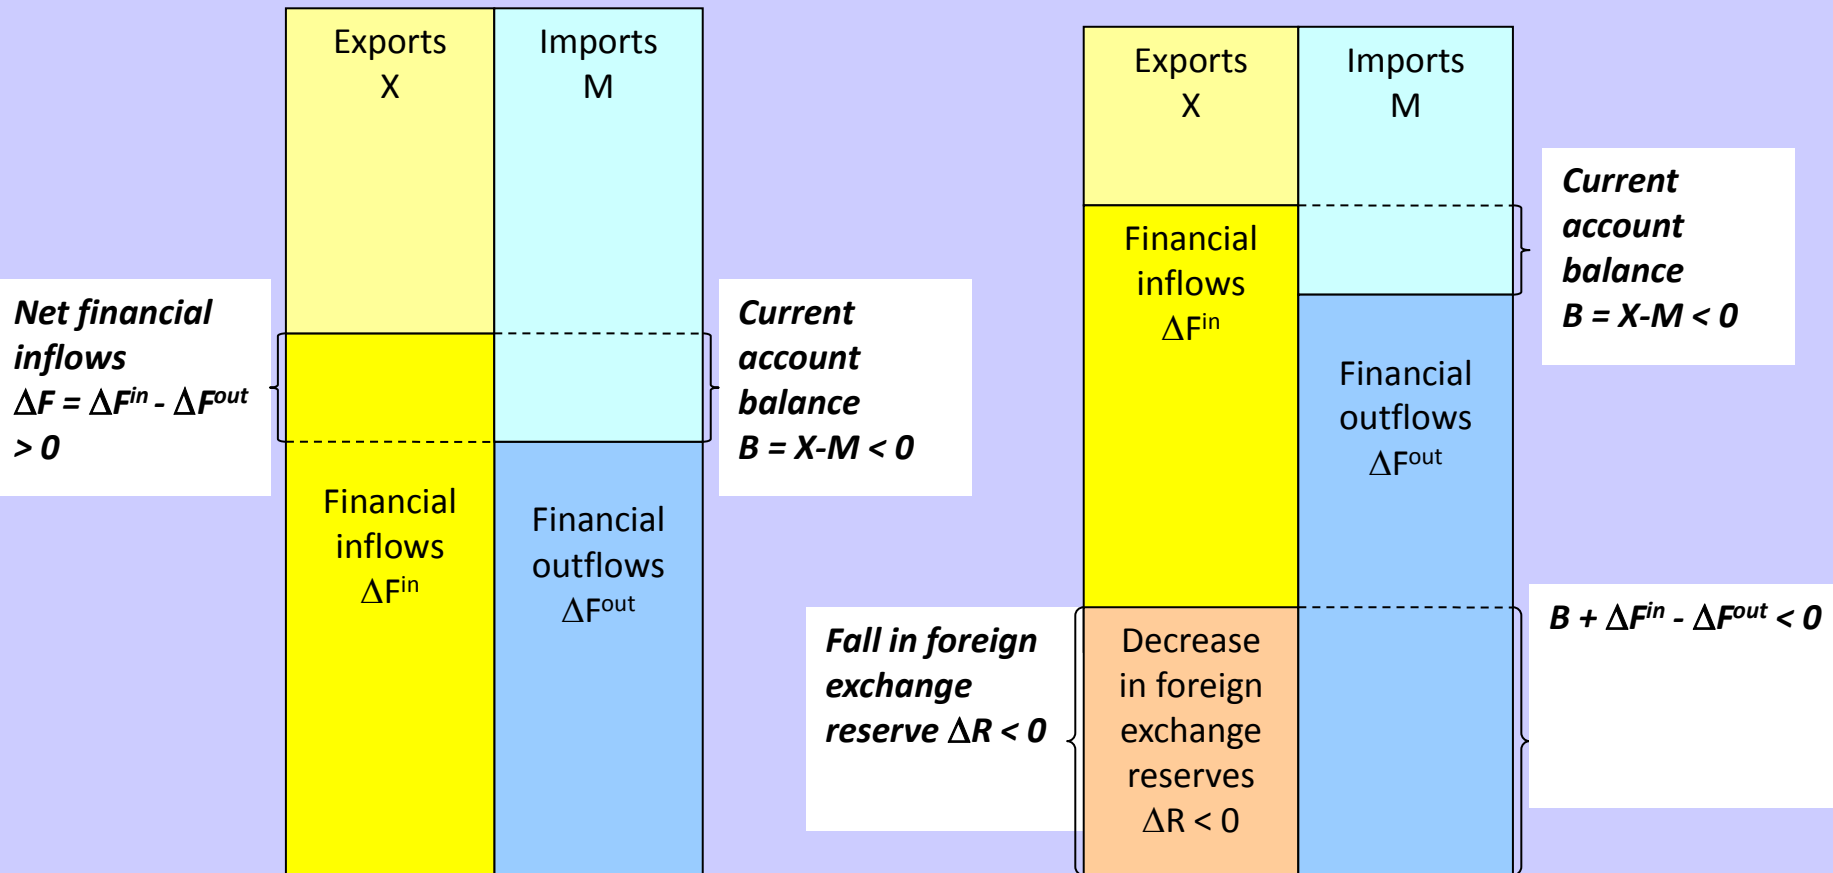 Exports
X
Imports
M
Net financial
inflows
ΔF = ΔFⁱⁿ - ΔFᵒᵘᵗ
> 0
Current
account
balance
B = X-M < 0
Financial
inflows
ΔFⁱⁿ
Financial
outflows
ΔFᵒᵘᵗ
Exports
X
Imports
M
Current
account
balance
B = X-M < 0
Financial
inflows
ΔFⁱⁿ
Financial
outflows
ΔFᵒᵘᵗ
Fall in foreign
exchange
reserve ΔR < 0
Decrease
in foreign
exchange
reserves
ΔR < 0
B + ΔFⁱⁿ - ΔFᵒᵘᵗ < 0